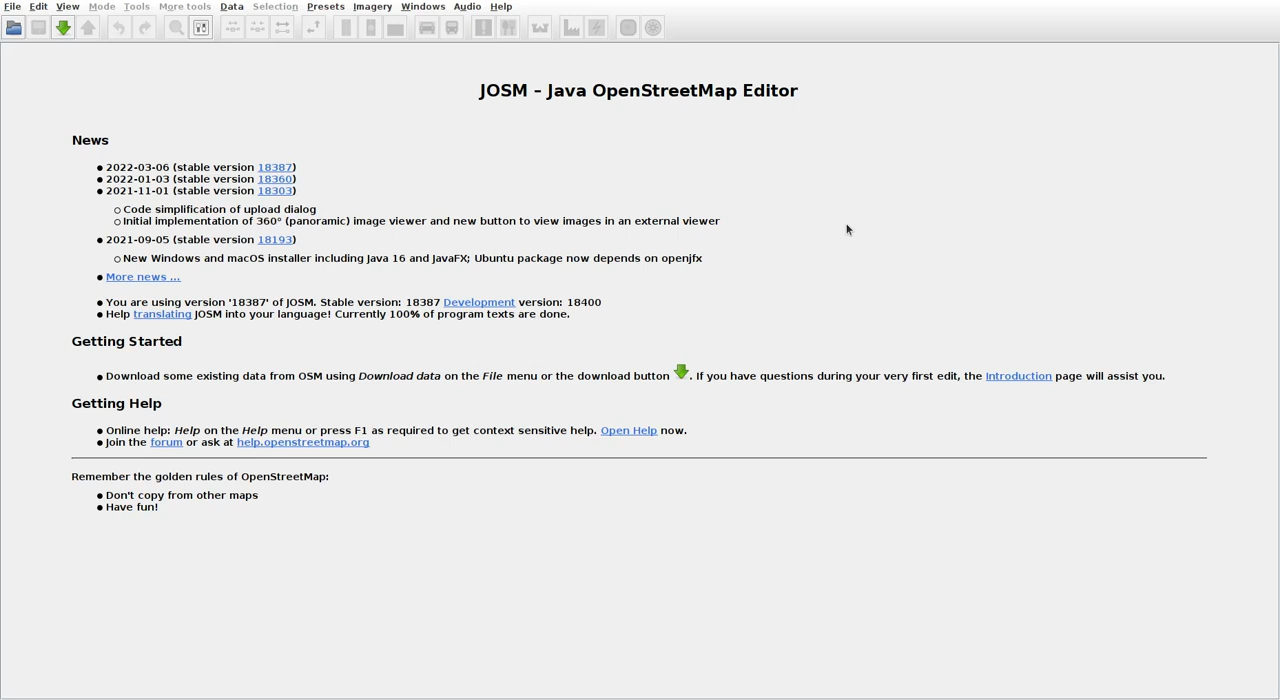 File Edit View Mode Tools More tools Data Selection Presets Imagery Windows Audio Help
JOSM – Java OpenStreetMap Editor
News
● 2022-03-06 (stable version 18387)
● 2022-01-03 (stable version 18360)
● 2021-11-01 (stable version 18303)
○ Code simplification of upload dialog
○ Initial implementation of 360° (panoramic) image viewer and new button to view images in an external viewer
● 2021-09-05 (stable version 18193)
○ New Windows and macOS installer including Java 16 and JavaFX; Ubuntu package now depends on openjfx
● More news ...
● You are using version '18387' of JOSM. Stable version: 18387 Development version: 18400
● Help translating JOSM into your language! Currently 100% of program texts are done.
Getting Started
● Download some existing data from OSM using Download data on the File menu or the download button . If you have questions during your very first edit, the Introduction page will assist you.
Getting Help
● Online help: Help on the Help menu or press F1 as required to get context sensitive help. Open Help now.
● Join the forum or ask at help.openstreetmap.org
Remember the golden rules of OpenStreetMap:
● Don't copy from other maps
● Have fun!